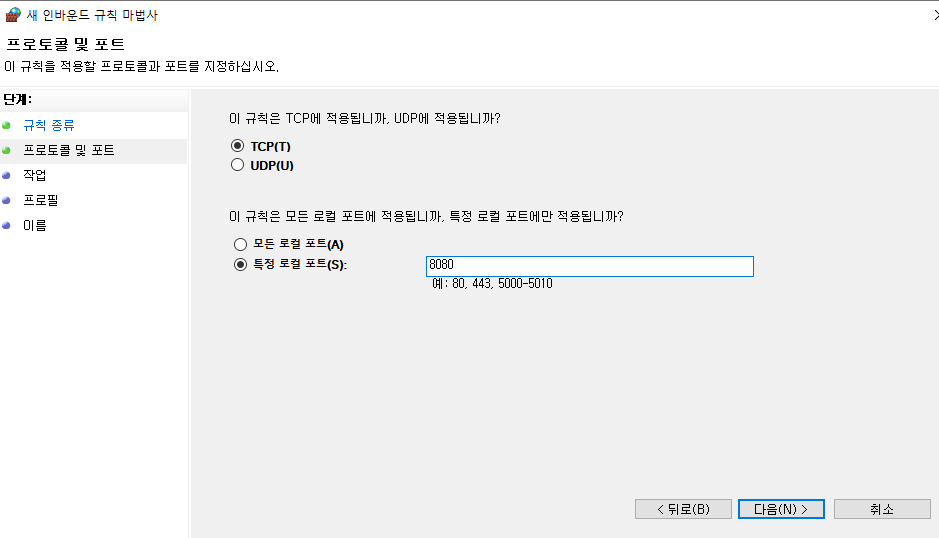 새 인바운드 규칙 마법사
프로토콜 및 포트
이 규칙을 적용할 프로토콜과 포트를 지정하십시오.
단계:
규칙 종류
프로토콜 및 포트
작업
프로필
이름
이 규칙은 TCP에 적용됩니까, UDP에 적용됩니까?
TCP(T)
UDP(U)
이 규칙은 모든 로컬 포트에 적용됩니까, 특정 로컬 포트에만 적용됩니까?
모든 로컬 포트(A)
특정 로컬 포트(S):
8080
예: 80, 443, 5000-5010
< 뒤로(B)
다음(N) >
취소